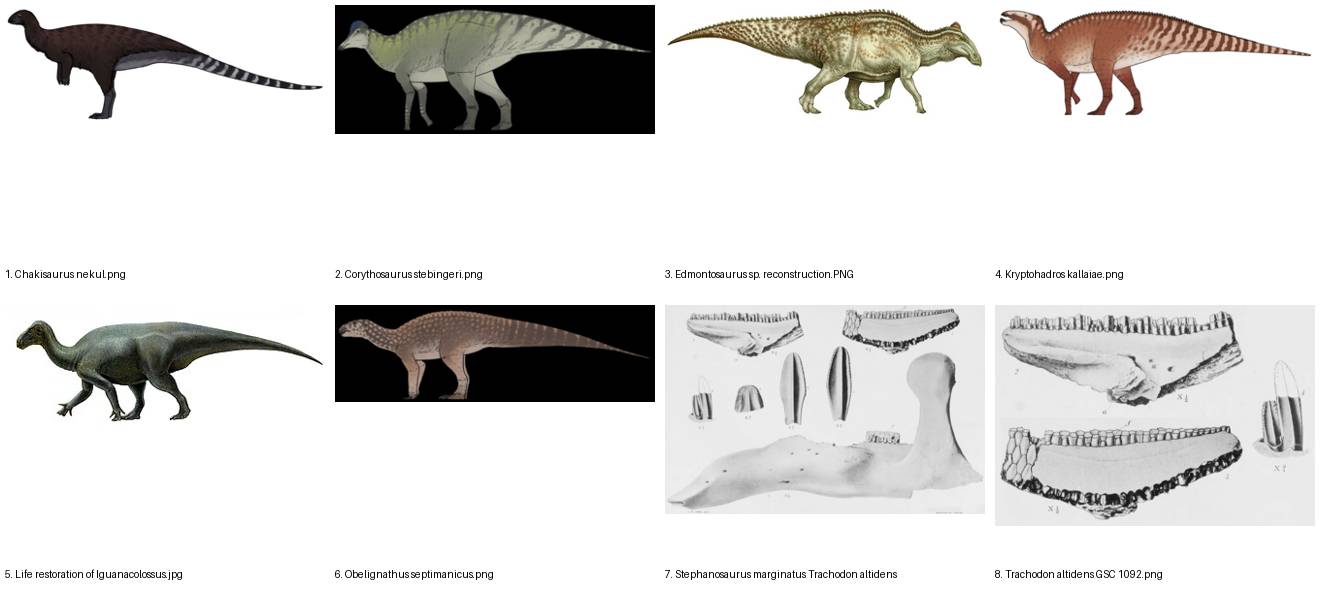 1. Chakisaurus nekul.png
2. Corythosaurus stebingeri.png
3. Edmontosaurus sp. reconstruction.PNG
4. Kryptohadros kallaiae.png
5. Life restoration of Iguanacolossus.jpg
6. Obelignathus septimanicus.png
7. Stephanosaurus marginatus Trachodon altidens
8. Trachodon altidens GSC 1092.png